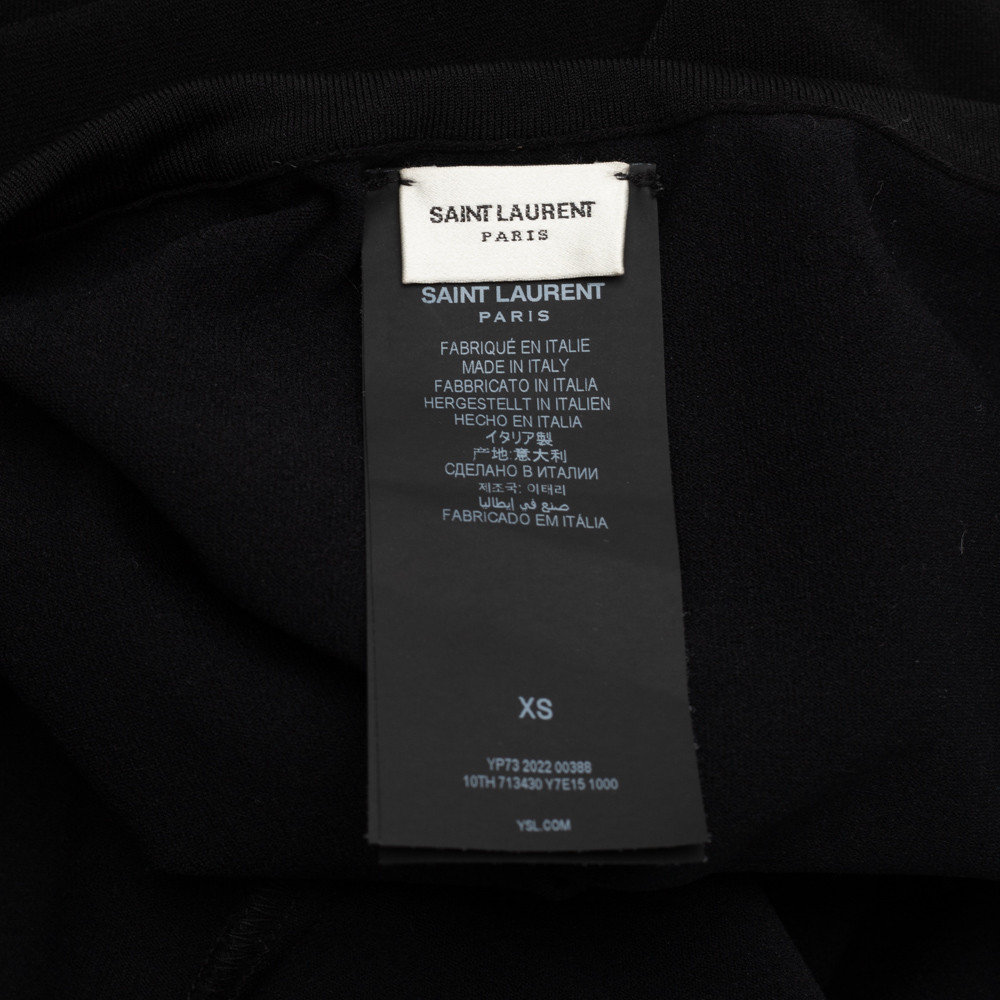 SAINT LAURENT
PARIS
SAINT LAURENT
PARIS
FABRIQUÉ EN ITALIE
MADE IN ITALY
FABBRICATO IN ITALIA
HERGESTELLT IN ITALIEN
HECHO EN ITALIA
イタリア製
产地:意大利
СДЕЛАНО В ИТАЛИИ
제조국: 이태리
صنع في إيطاليا
FABRICADO EM ITÁLIA
XS
YP73 2022 00388
10TH 713430 Y7E15 1000
YSL.COM